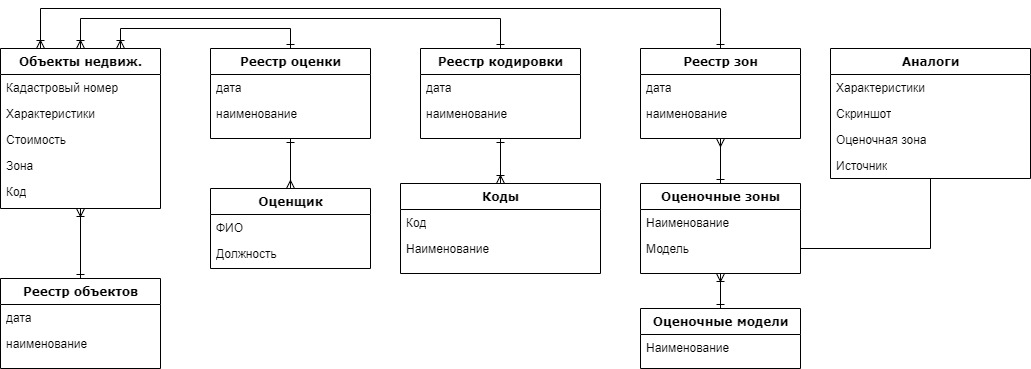 Объекты недвиж.
Кадастровый номер
Характеристики
Стоимость
Зона
Код
Реестр оценки
дата
наименование
Реестр кодировки
дата
наименование
Реестр зон
дата
наименование
Аналоги
Характеристики
Скриншот
Оценочная зона
Источник
Оценщик
ФИО
Должность
Коды
Код
Наименование
Оценочные зоны
Наименование
Модель
Реестр объектов
дата
наименование
Оценочные модели
Наименование